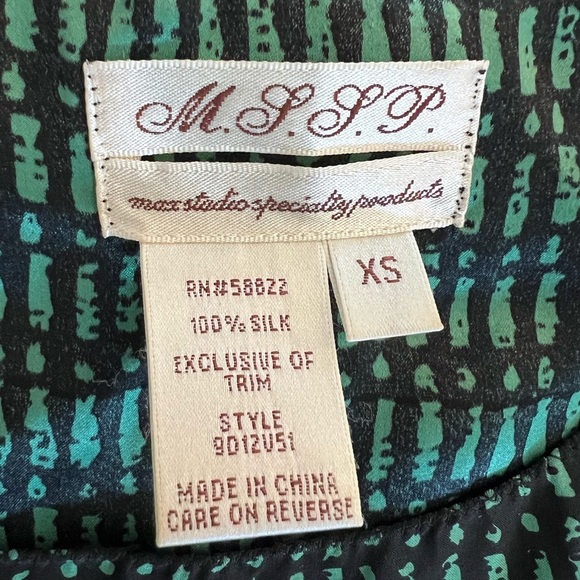 M.S.S.P.
max studio specialty products
XS
RN#58822
100% SILK
EXCLUSIVE OF
TRIM
STYLE
9D12V51
MADE IN CHINA
CARE ON REVERSE